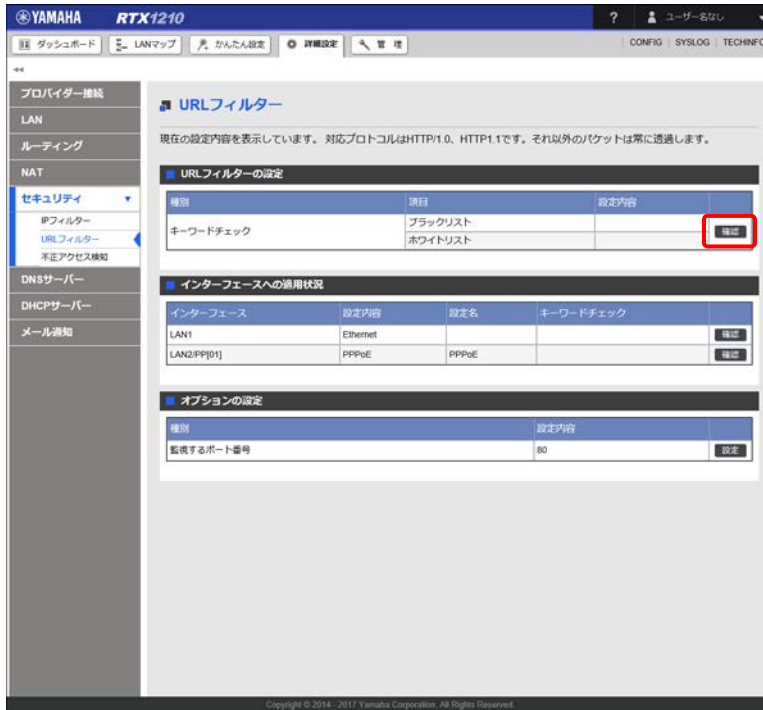 YAMAHA RTX1210 ? ユーザー名なし
ダッシュボード LANマップ かんたん設定 詳細設定 管理 CONFIG SYSLOG TECHINFO
プロバイダー接続
LAN
ルーティング
NAT
セキュリティ
IPフィルター
URLフィルター
不正アクセス検知
DNSサーバー
DHCPサーバー
メール通知
URLフィルター
現在の設定内容を表示しています。 対応プロトコルはHTTP/1.0、HTTP1.1です。それ以外のパケットは常に透過します。
URLフィルターの設定
種別 項目 設定内容
キーワードチェック ブラックリスト 確認
ホワイトリスト
インターフェースへの適用状況
インターフェース 設定内容 設定名 キーワードチェック
LAN1 Ethernet 確認
LAN2/PP[01] PPPoE PPPoE 確認
オプションの設定
種別 設定内容
監視するポート番号 80 設定
Copyright © 2014 - 2017 Yamaha Corporation. All Rights Reserved.